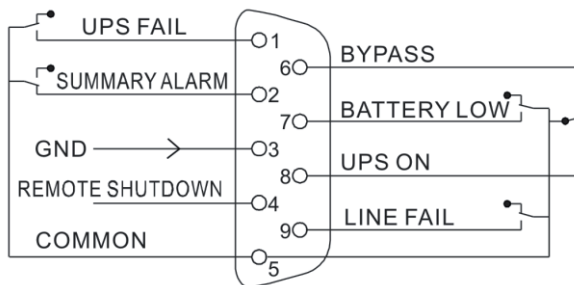 UPS FAIL
1
6
BYPASS
SUMMARY ALARM
2
7
BATTERY LOW
GND
3
8
UPS ON
REMOTE SHUTDOWN
4
9
LINE FAIL
COMMON
5